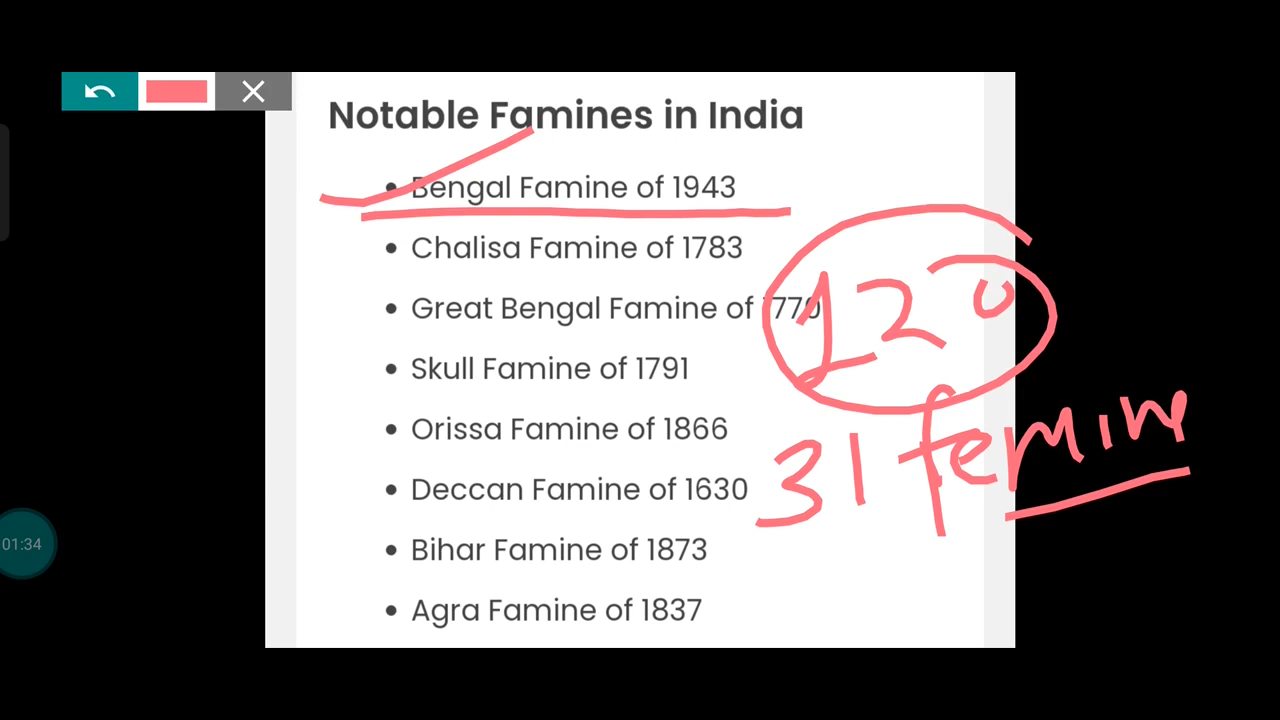 Notable Famines in India
• Bengal Famine of 1943
• Chalisa Famine of 1783
• Great Bengal Famine of 1770
• Skull Famine of 1791
• Orissa Famine of 1866
• Deccan Famine of 1630
• Bihar Famine of 1873
• Agra Famine of 1837
120
31 femine
01:34